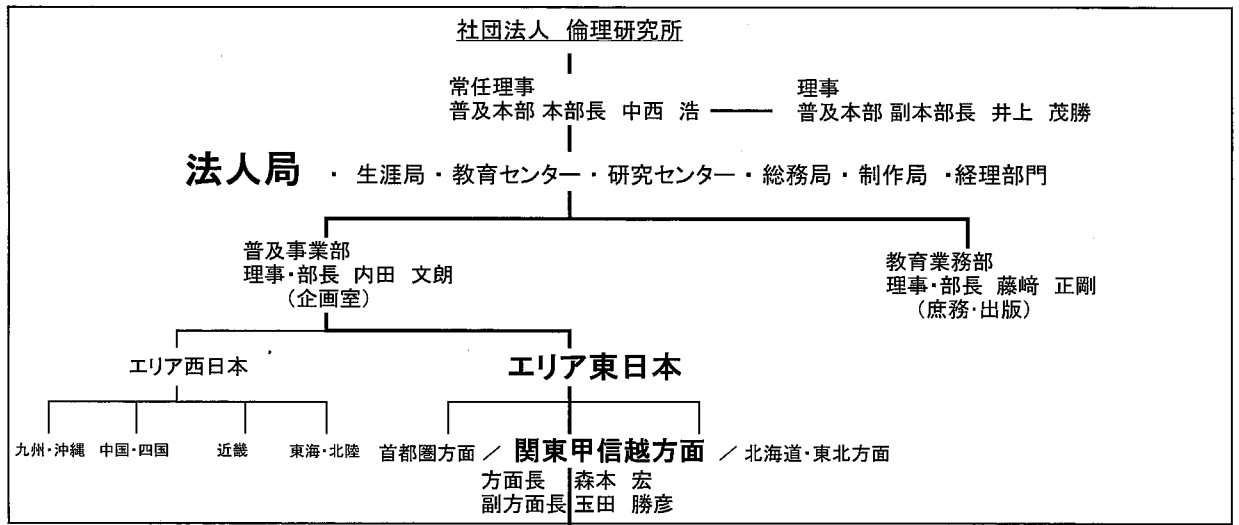 社団法人 倫理研究所
常任理事
普及本部 本部長 中西 浩
理事
普及本部 副本部長 井上 茂勝
法人局 ・ 生涯局・教育センター・研究センター・総務局・制作局 ・経理部門
普及事業部
理事・部長 内田 文朗
(企画室)
教育業務部
理事・部長 藤﨑 正剛
(庶務・出版)
エリア西日本
エリア東日本
九州・沖縄 中国・四国 近畿 東海・北陸 首都圏方面 / 関東甲信越方面 / 北海道・東北方面
方面長 森本 宏
副方面長 玉田 勝彦